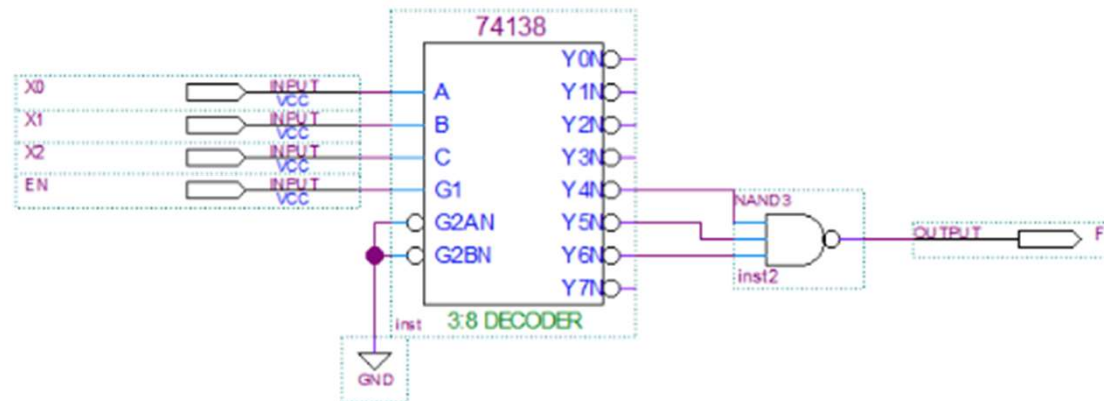 74138
X0
INPUT
VCC
A
Y0N
X1
INPUT
VCC
B
Y1N
X2
INPUT
VCC
C
Y2N
EN
INPUT
VCC
G1
Y3N
G2AN
Y4N
G2BN
Y5N
Y6N
Y7N
NAND3
inst2
OUTPUT
F
inst
3:8 DECODER
GND